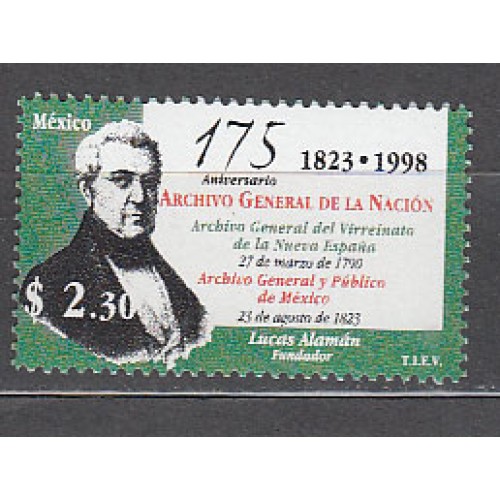 México
175 1823 • 1998
Aniversario
ARCHIVO GENERAL DE LA NACIÓN
Archivo General del Virreinato
de la Nueva España
27 de marzo de 1790
Archivo General y Público
de México
$ 2.30
23 de agosto de 1823
Lucas Alamán
Fundador
T.I.E.V.